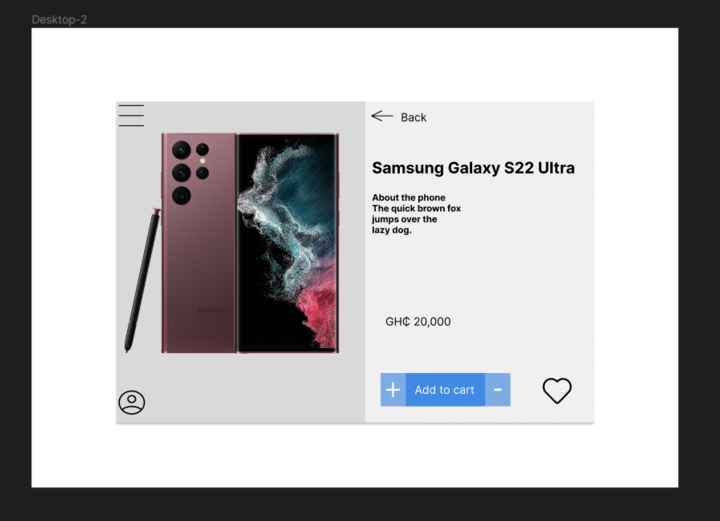 Desktop-2
Back
Samsung Galaxy S22 Ultra
About the phone
The quick brown fox
jumps over the
lazy dog.
SAMSUNG
GH₵ 20,000
+ Add to cart -